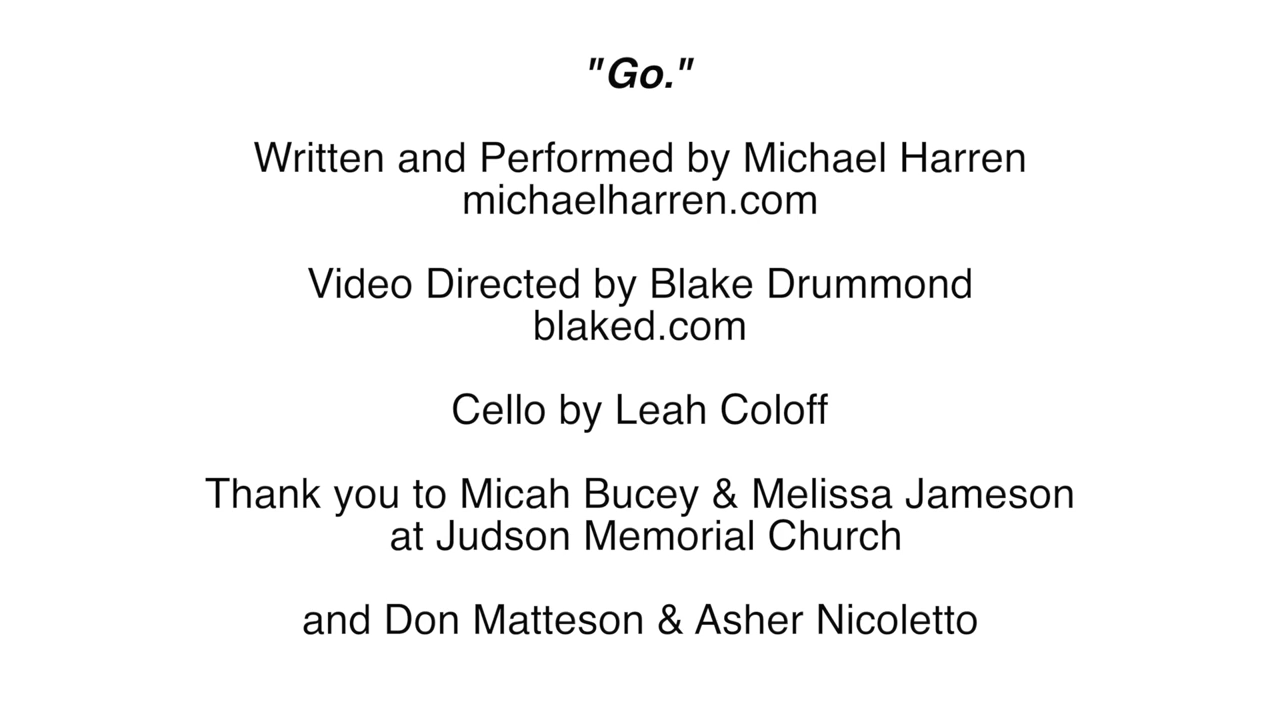 "Go."
Written and Performed by Michael Harren
michaelharren.com
Video Directed by Blake Drummond
blaked.com
Cello by Leah Coloff
Thank you to Micah Bucey & Melissa Jameson
at Judson Memorial Church
and Don Matteson & Asher Nicoletto